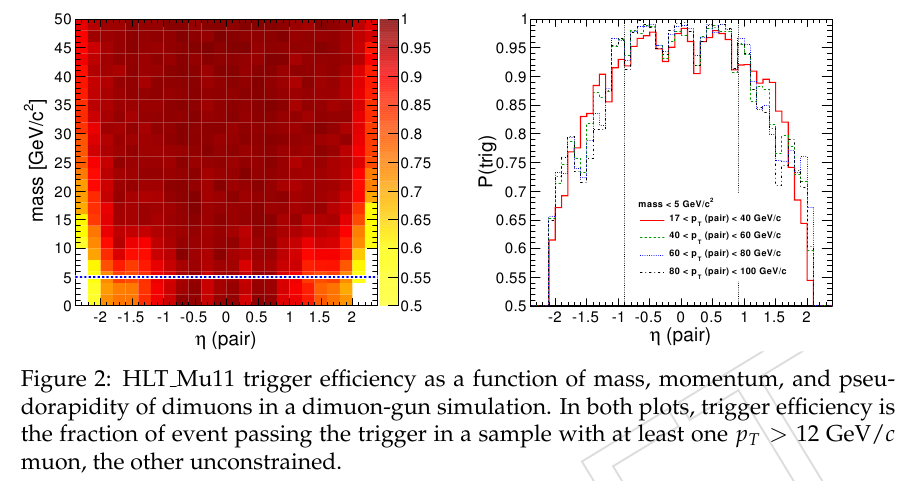 50
45
40
35
30
25
20
15
10
5
0
mass [GeV/c²]
-2 -1.5 -1 -0.5 0 0.5 1 1.5 2
η (pair)
1
0.95
0.9
0.85
0.8
0.75
0.7
0.65
0.6
0.55
0.5
1
0.95
0.9
0.85
0.8
0.75
0.7
0.65
0.6
0.55
0.5
P(trig)
mass < 5 GeV/c²
17 < p_T (pair) < 40 GeV/c
40 < p_T (pair) < 60 GeV/c
60 < p_T (pair) < 80 GeV/c
80 < p_T (pair) < 100 GeV/c
-2 -1.5 -1 -0.5 0 0.5 1 1.5 2
η (pair)
Figure 2: HLT_Mu11 trigger efficiency as a function of mass, momentum, and pseu-
dorapidity of dimuons in a dimuon-gun simulation. In both plots, trigger efficiency is
the fraction of event passing the trigger in a sample with at least one p_T > 12 GeV/c
muon, the other unconstrained.